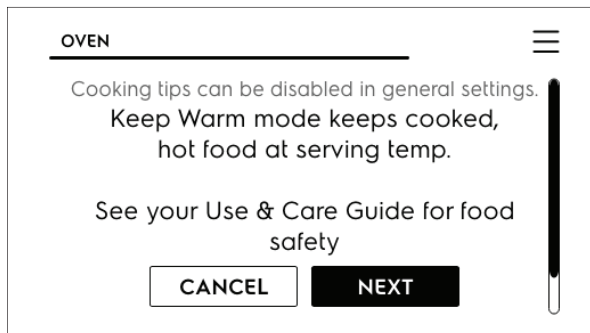 OVEN
Cooking tips can be disabled in general settings.
Keep Warm mode keeps cooked,
hot food at serving temp.
See your Use & Care Guide for food
safety
CANCEL NEXT